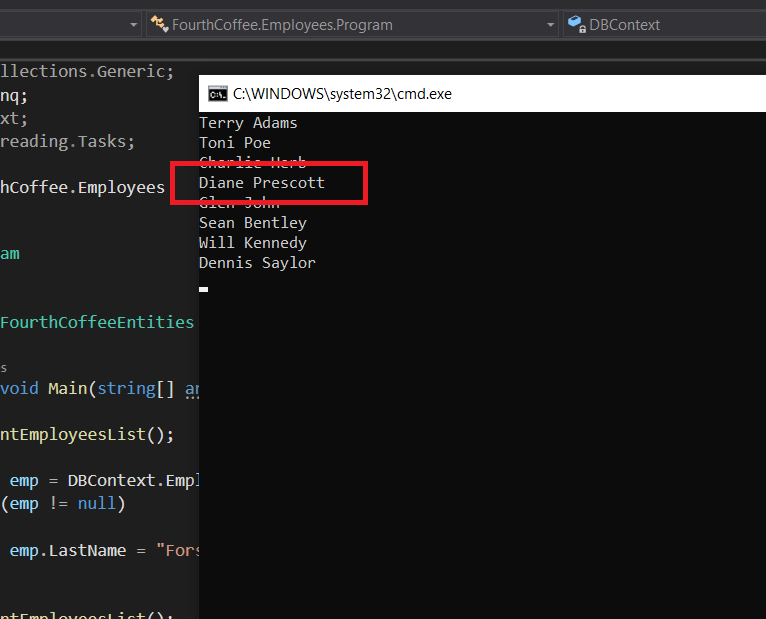 FourthCoffee.Employees.Program
DBContext
llections.Generic;
nq;
xt;
reading.Tasks;
hCoffee.Employees
am
FourthCoffeeEntities
s
void Main(string[] ar
ntEmployeesList();
emp = DBContext.Empl
(emp != null)
emp.LastName = "Fors
ntEmployeesList();
C:\WINDOWS\system32\cmd.exe
Terry Adams
Toni Poe
Charlie Herb
Diane Prescott
Glen John
Sean Bentley
Will Kennedy
Dennis Saylor